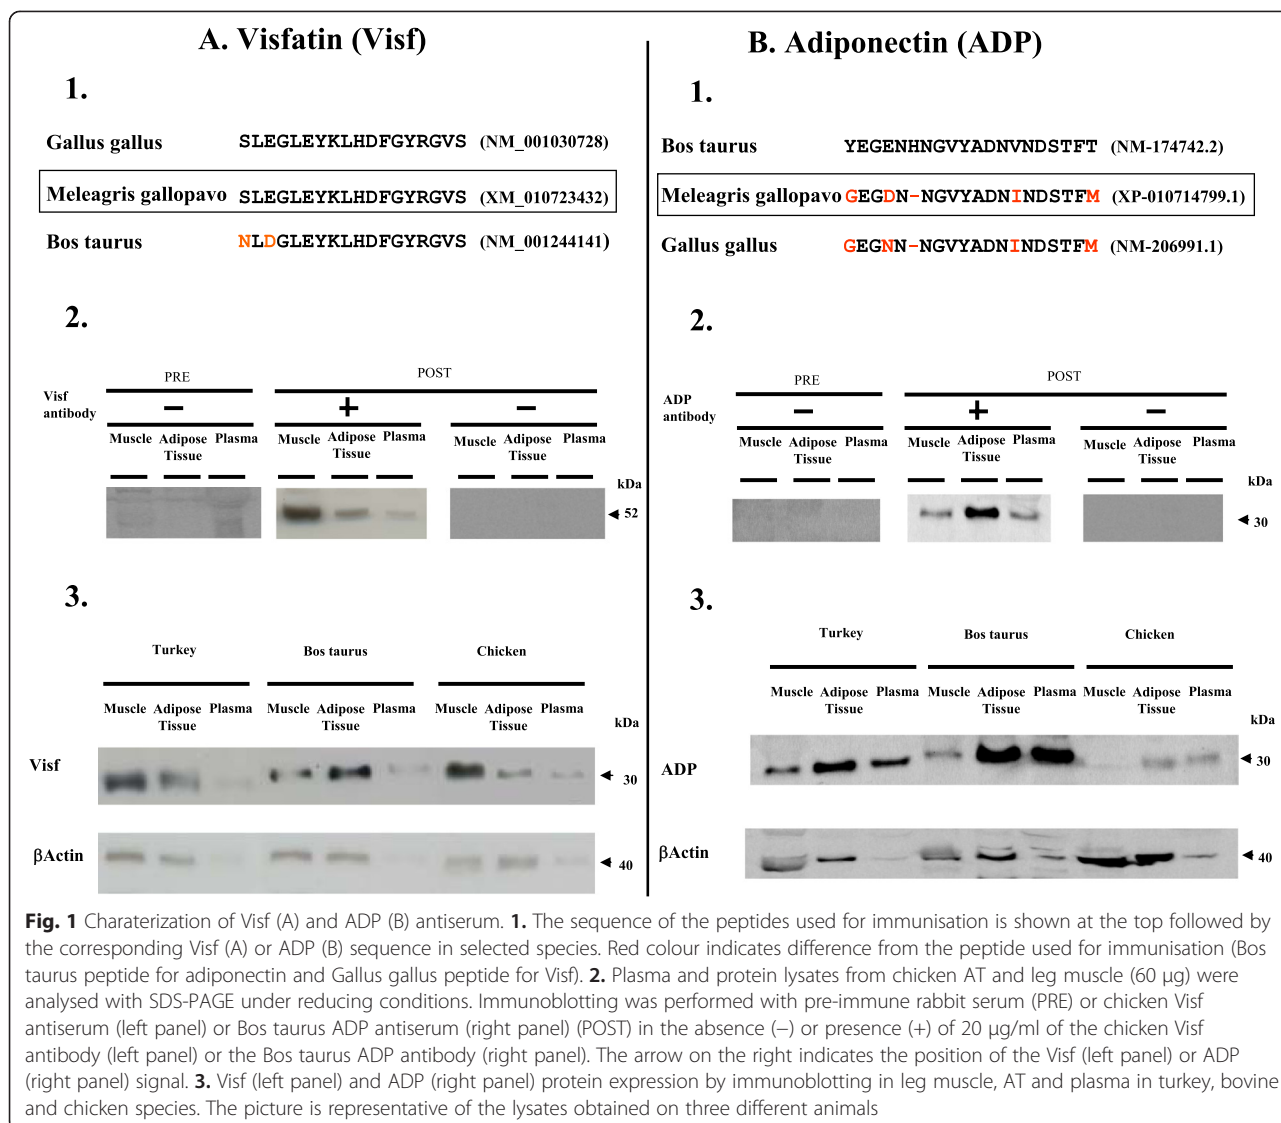 A. Visfatin (Visf)
1.
Gallus gallus SLEGLEYKLHDFGYRGVS (NM_001030728)
Meleagris gallopavo SLEGLEYKLHDFGYRGVS (XM_010723432)
Bos taurus NLDGLEYKLHDFGYRGVS (NM_001244141)
2.
PRE POST
Visf
antibody − + −
Muscle Adipose Plasma Muscle Adipose Plasma Muscle Adipose Plasma
Tissue Tissue Tissue
kDa
52
3.
Turkey Bos taurus Chicken
Muscle Adipose Plasma Muscle Adipose Plasma Muscle Adipose Plasma
Tissue Tissue Tissue
kDa
Visf 30
βActin 40
B. Adiponectin (ADP)
1.
Bos taurus YEGENHNGVYADNVNDSTFT (NM-174742.2)
Meleagris gallopavo GEGDN-NGVYADNINDSTFM (XP-010714799.1)
Gallus gallus GEGNN-NGVYADNINDSTFM (NM-206991.1)
2.
PRE POST
ADP
antibody − + −
Muscle Adipose Plasma Muscle Adipose Plasma Muscle Adipose Plasma
Tissue Tissue Tissue
kDa
30
3.
Turkey Bos taurus Chicken
Muscle Adipose Plasma Muscle Adipose Plasma Muscle Adipose Plasma
Tissue Tissue Tissue
kDa
ADP 30
βActin 40
Fig. 1 Charaterization of Visf (A) and ADP (B) antiserum. 1. The sequence of the peptides used for immunisation is shown at the top followed by
the corresponding Visf (A) or ADP (B) sequence in selected species. Red colour indicates difference from the peptide used for immunisation (Bos
taurus peptide for adiponectin and Gallus gallus peptide for Visf). 2. Plasma and protein lysates from chicken AT and leg muscle (60 μg) were
analysed with SDS-PAGE under reducing conditions. Immunoblotting was performed with pre-immune rabbit serum (PRE) or chicken Visf
antiserum (left panel) or Bos taurus ADP antiserum (right panel) (POST) in the absence (−) or presence (+) of 20 μg/ml of the chicken Visf
antibody (left panel) or the Bos taurus ADP antibody (right panel). The arrow on the right indicates the position of the Visf (left panel) or ADP
(right panel) signal. 3. Visf (left panel) and ADP (right panel) protein expression by immunoblotting in leg muscle, AT and plasma in turkey, bovine
and chicken species. The picture is representative of the lysates obtained on three different animals